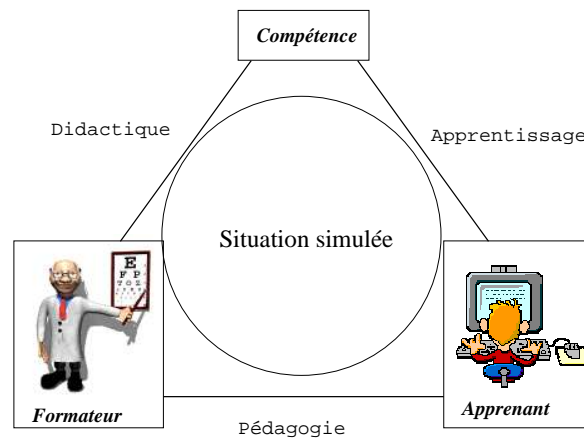 Compétence
Didactique
Apprentissage
Situation simulée
E
F P
T O Z
Formateur
Apprenant
Pédagogie